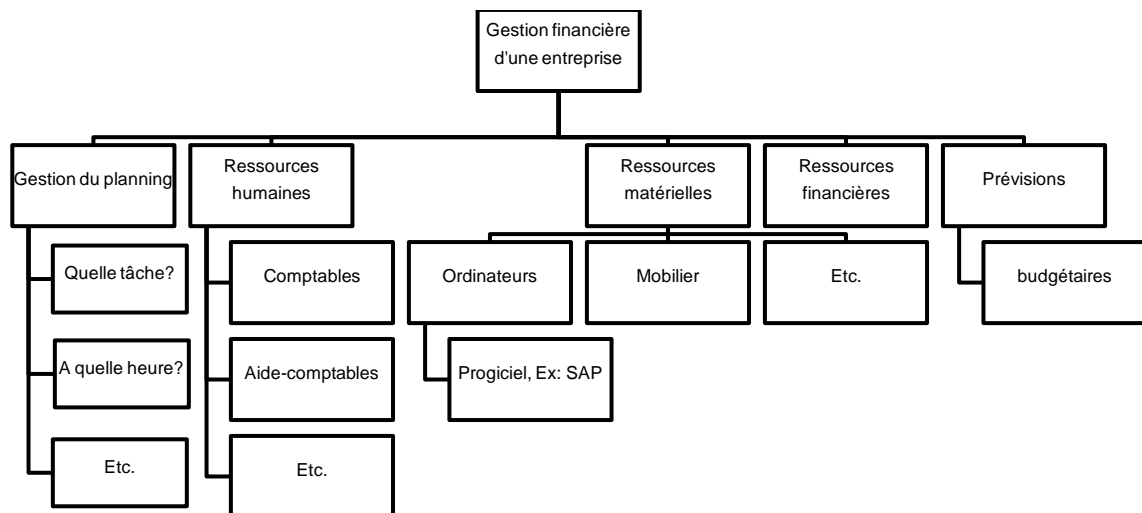 Gestion financière
d'une entreprise
Gestion du planning
Ressources
humaines
Ressources
matérielles
Ressources
financières
Prévisions
Quelle tâche?
Comptables
Ordinateurs
Mobilier
Etc.
budgétaires
A quelle heure?
Aide-comptables
Progiciel, Ex: SAP
Etc.
Etc.